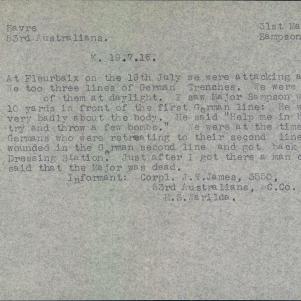 Havre
31st Ma
53rd Australians.
Sampson
K. 19.7.16.
At Fleurbaix on the 19th July we were attacking a
We too three lines of German Trenches. We were
of them at daylight. I saw Major Sampson w
10 yards in front of the first German line: He w
very badly about the body. He said "Help me in
try and throw a few bombs." We were at the time
Germans who were retreating to their second line
wounded in the German second line and got back
Dressing Station. Just after I got there a man
said that the Major was dead.
Informant: Corpl. J.T.James, 3550,
53rd Australians, C.Co.
H.S.Warilda.